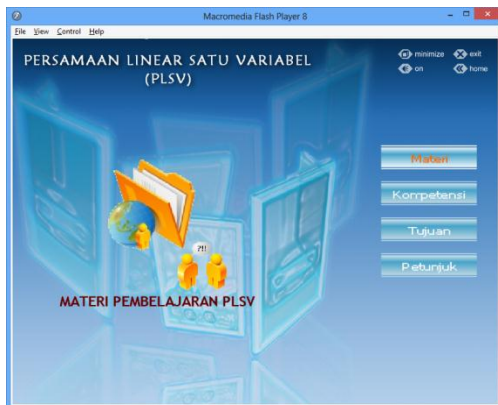 Macromedia Flash Player 8
File View Control Help
PERSAMAAN LINEAR SATU VARIABEL
(PLSV)
minimize exit
on home
Materi
Kompetensi
Tujuan
Petunjuk
?!!
MATERI PEMBELAJARAN PLSV